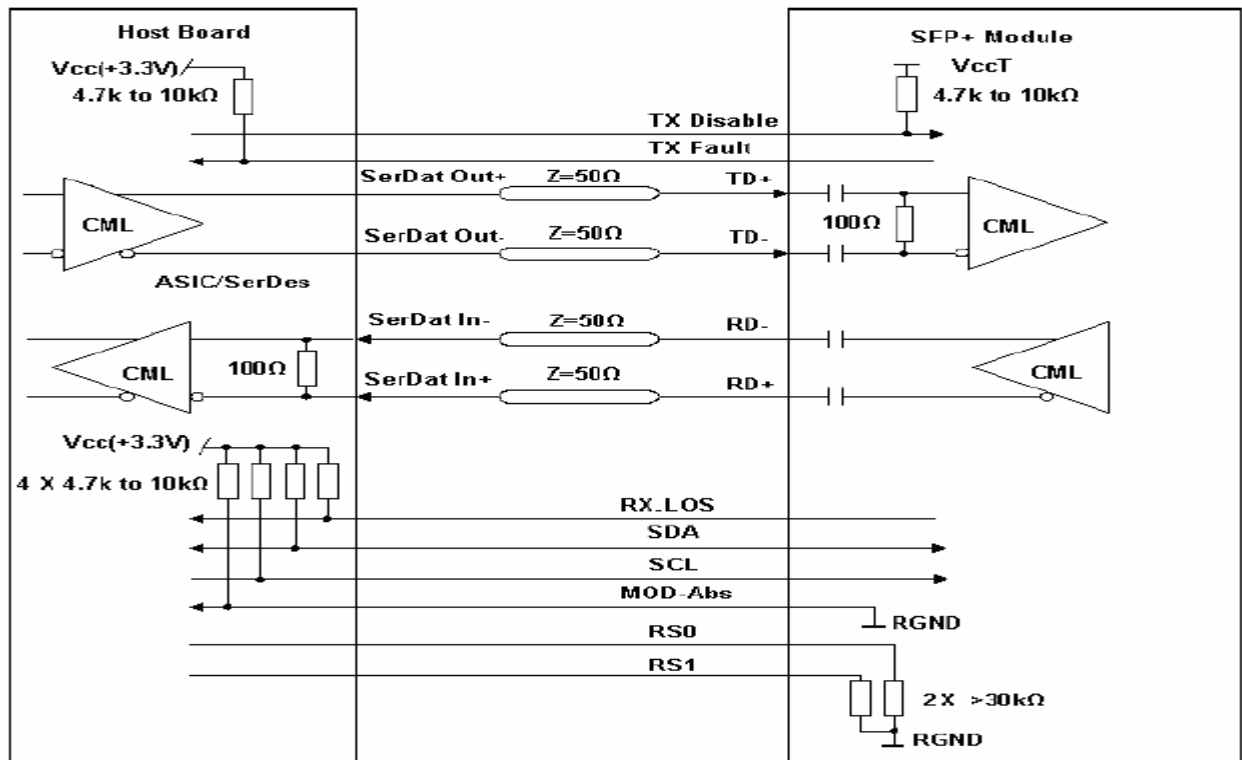 Host Board
SFP+ Module
Vcc(+3.3V)
4.7k to 10kΩ
VccT
4.7k to 10kΩ
TX Disable
TX Fault
SerDat Out+
Z=50Ω
TD+
CML
100Ω
CML
SerDat Out-
Z=50Ω
TD-
ASIC/SerDes
SerDat In-
Z=50Ω
RD-
CML
100Ω
CML
SerDat In+
Z=50Ω
RD+
Vcc(+3.3V)
4 X 4.7k to 10kΩ
RX_LOS
SDA
SCL
MOD-Abs
RGND
RS0
RS1
2X >30kΩ
RGND